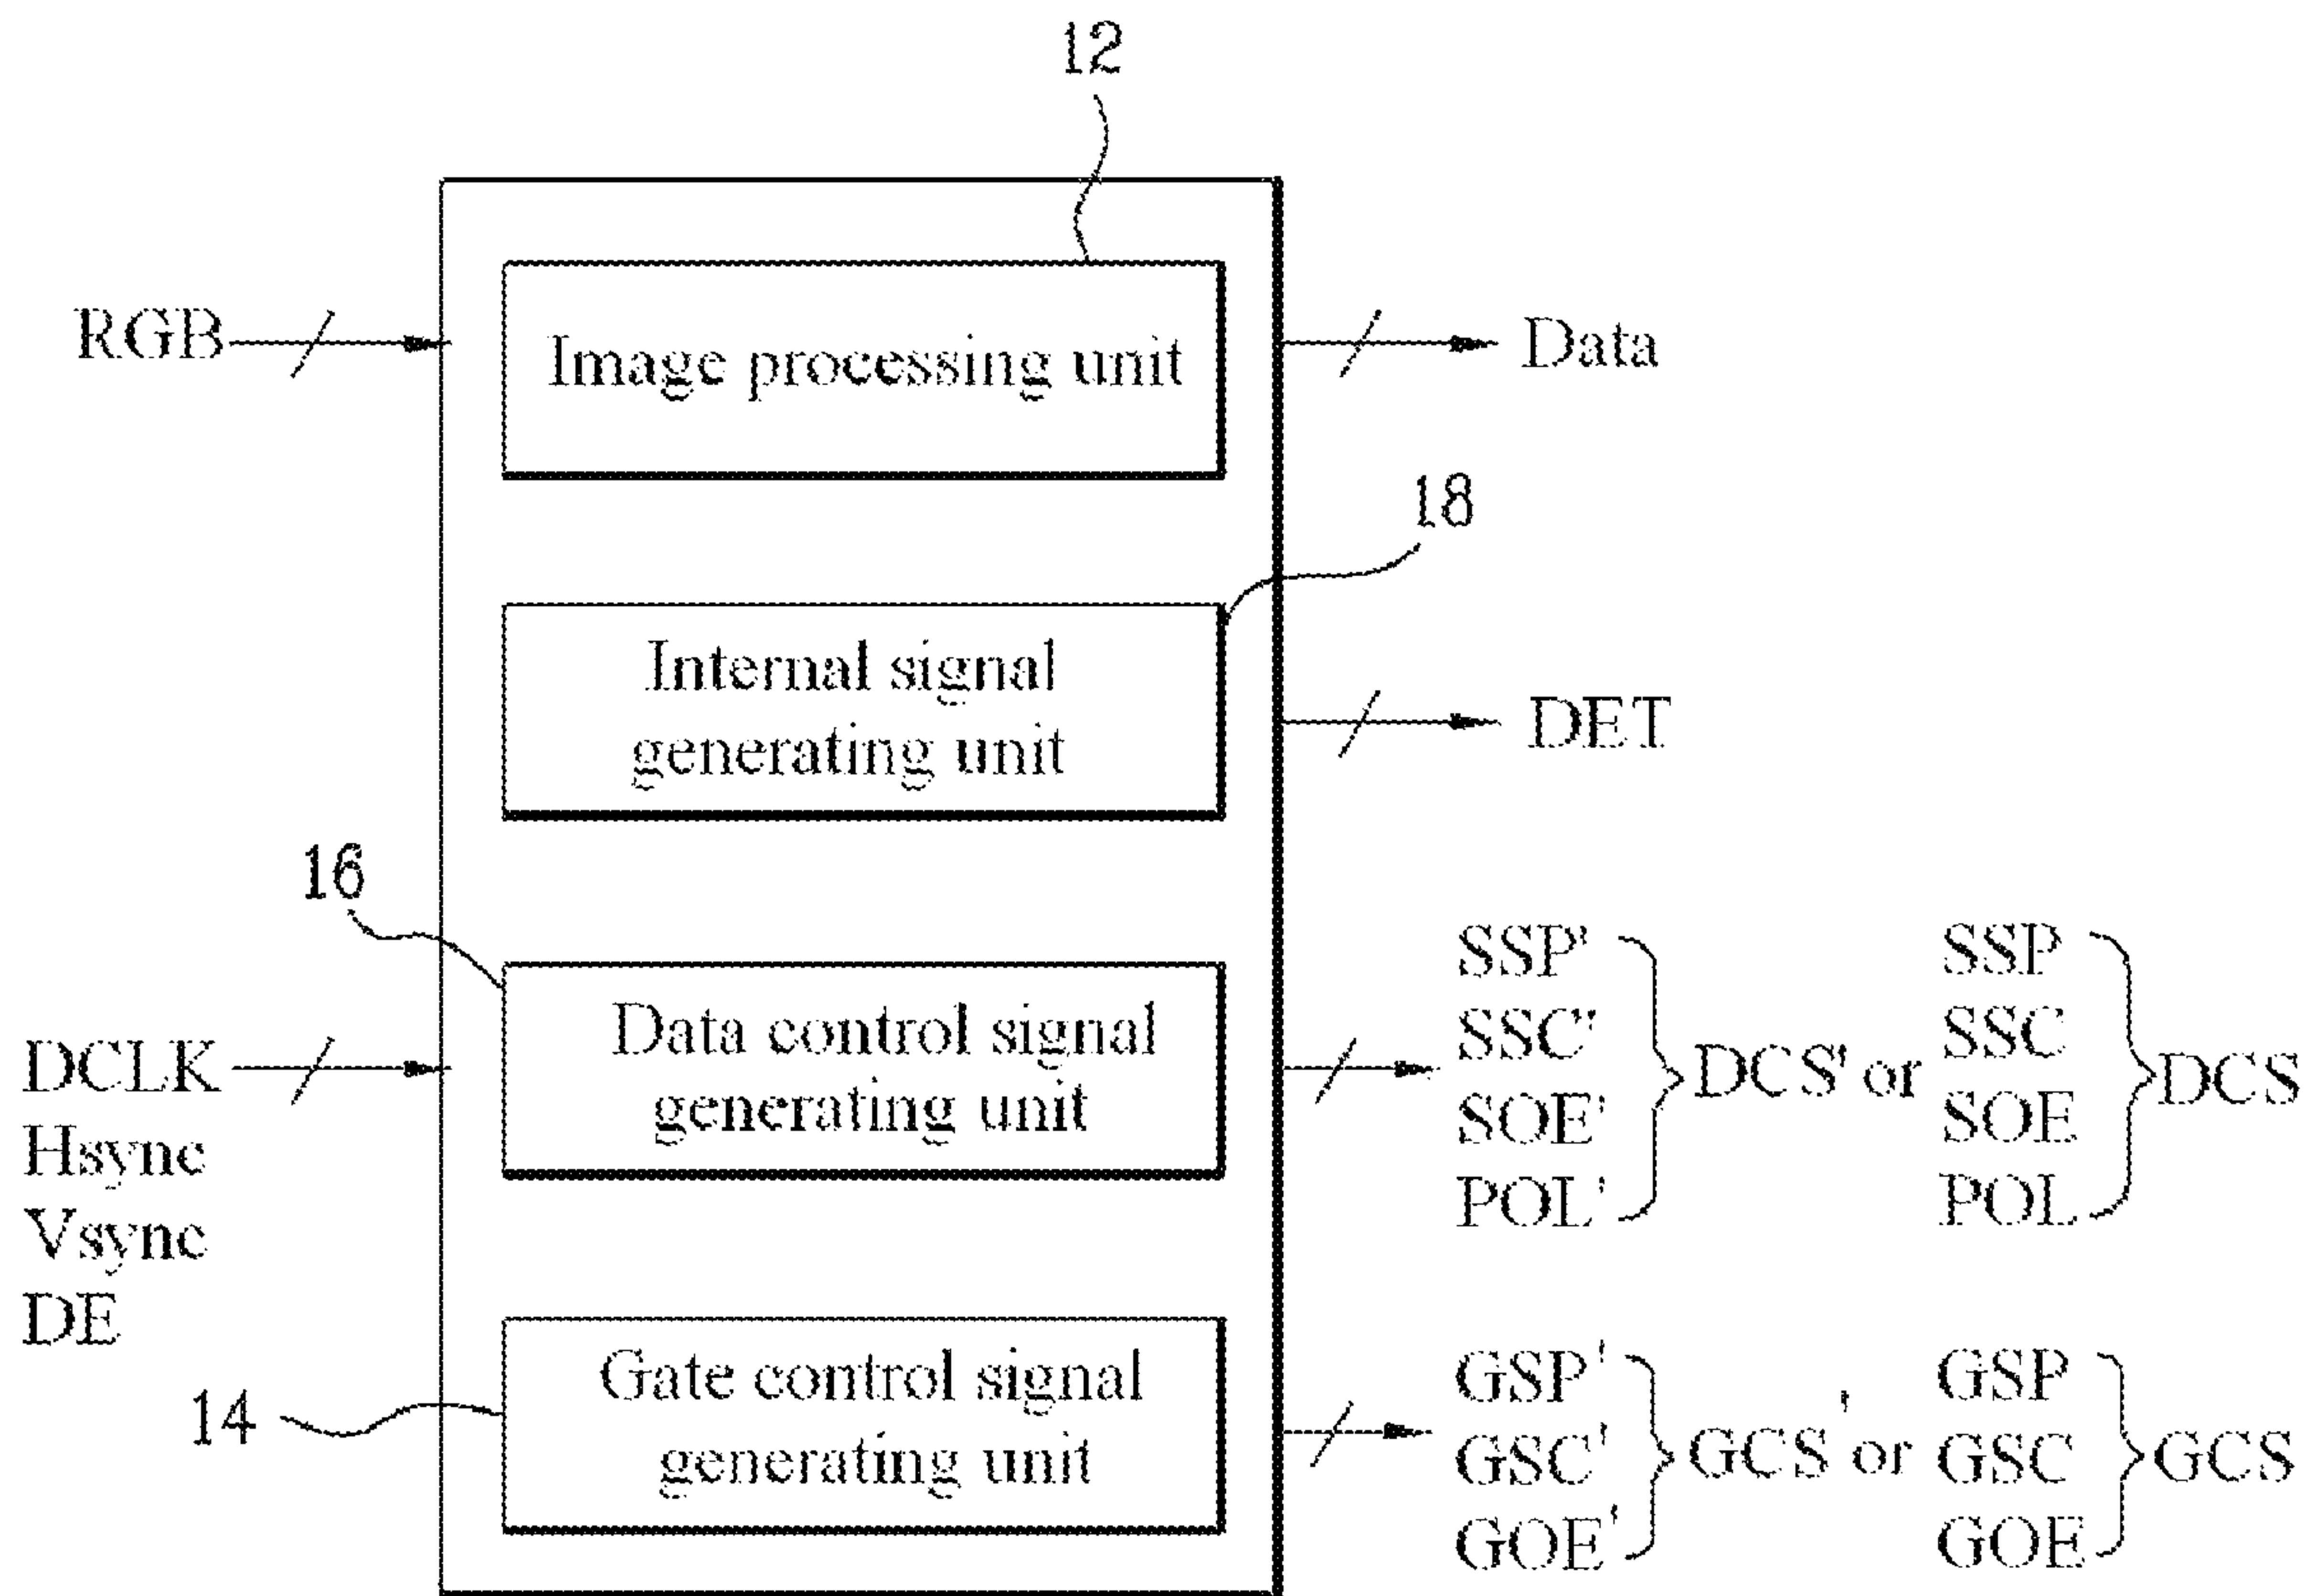 12
RGB
Image processing unit
Data
18
Internal signal
generating unit
DET
16
DCLK
Hsync
Vsync
DE
Data control signal
generating unit
SSP'
SSC'
SOE'
POL'
DCS' or
SSP
SSC
SOE
POL
DCS
14
Gate control signal
generating unit
GSP'
GSC'
GOE'
GCS' or
GSP
GSC
GOE
GCS